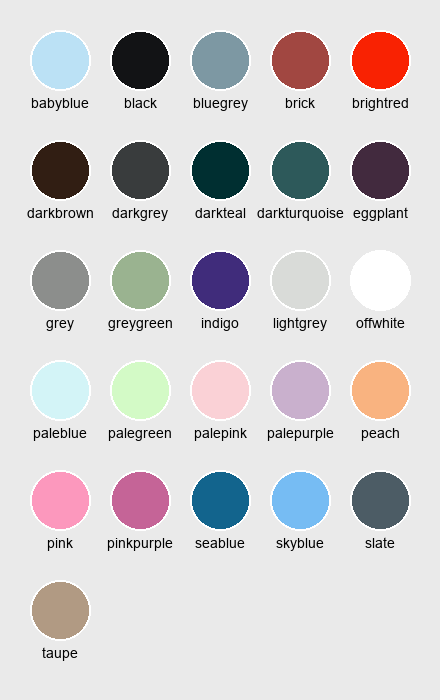 babyblue black bluegrey brick brightred
darkbrown darkgrey darkteal darkturquoise eggplant
grey greygreen indigo lightgrey offwhite
paleblue palegreen palepink palepurple peach
pink pinkpurple seablue skyblue slate
taupe